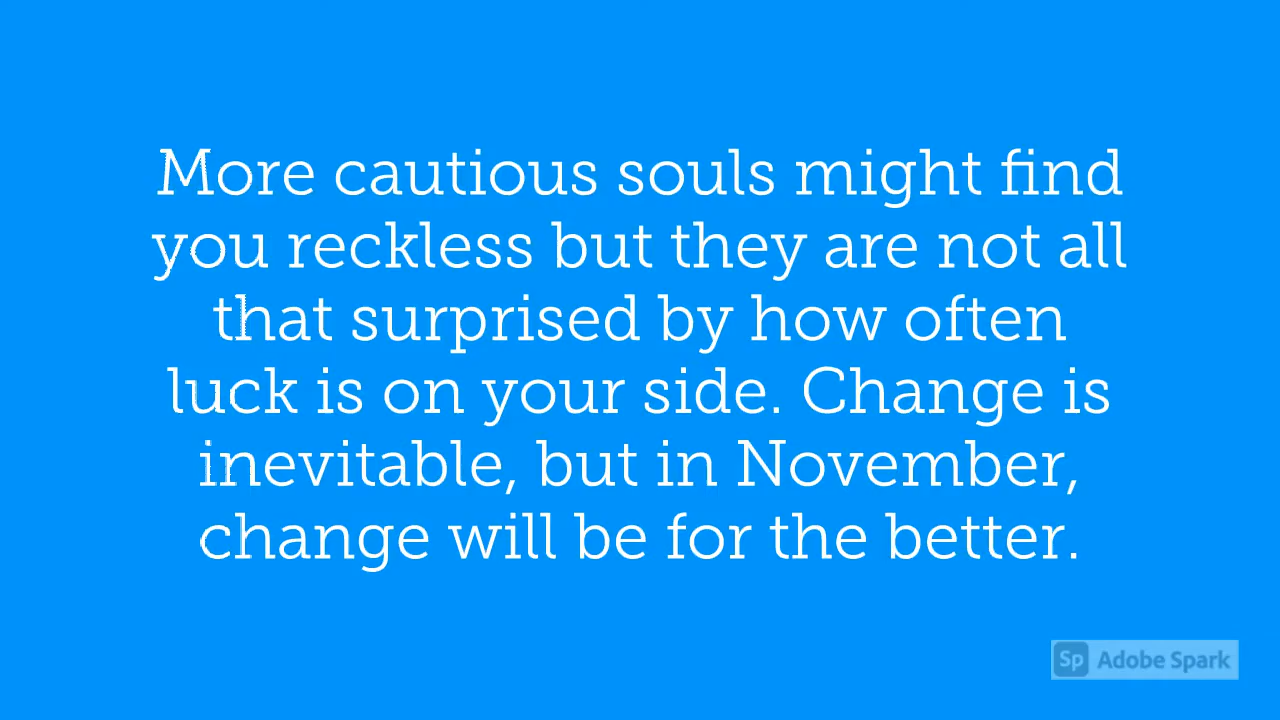 More cautious souls might find
you reckless but they are not all
that surprised by how often
luck is on your side. Change is
inevitable, but in November,
change will be for the better.
Sp Adobe Spark